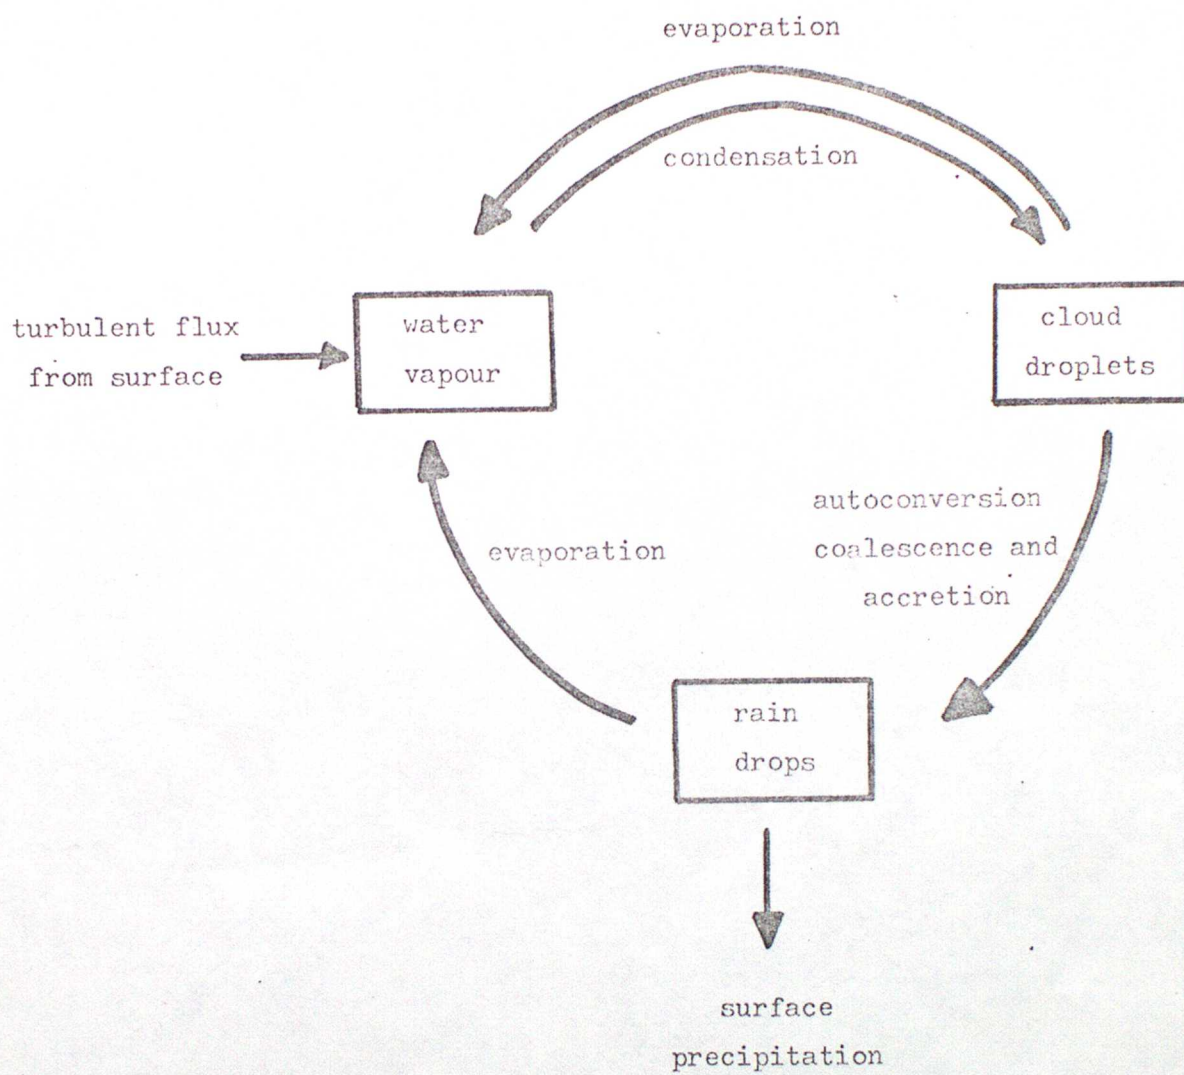 evaporation
condensation
turbulent flux
from surface
water
vapour
cloud
droplets
autoconversion
coalescence and
accretion
evaporation
rain
drops
surface
precipitation